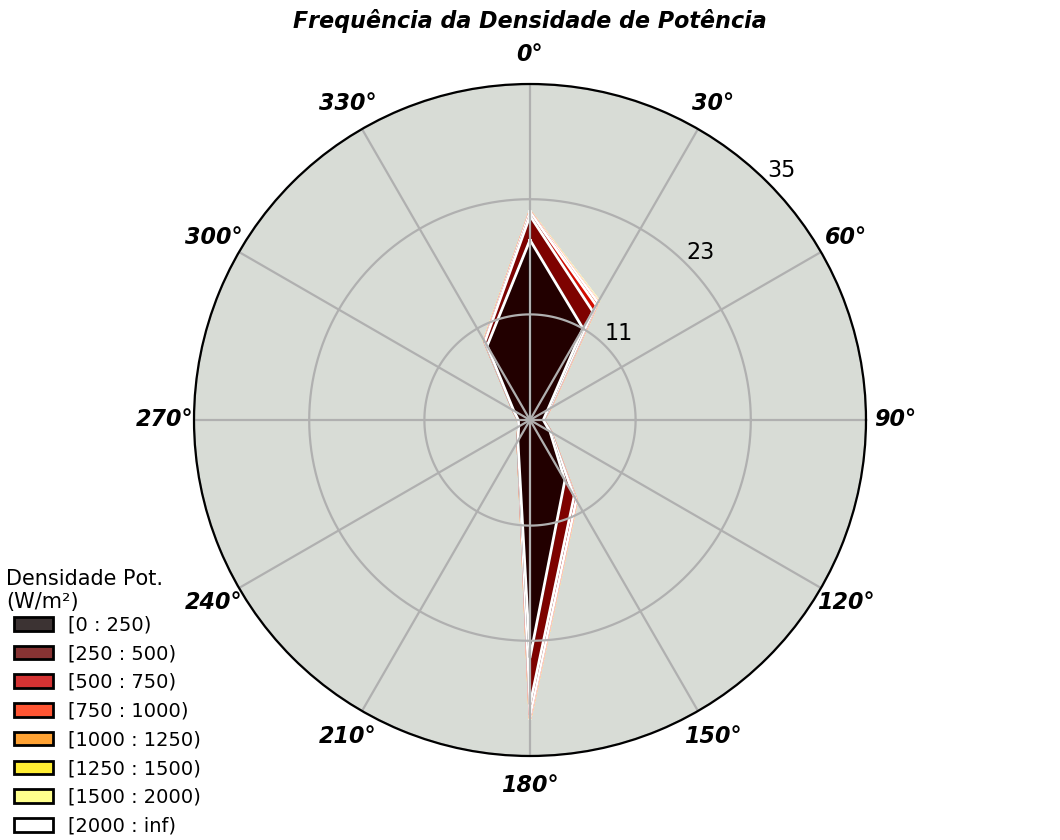 Frequência da Densidade de Potência
0°
330°
30°
35
300°
60°
23
11
270°
90°
240°
120°
210°
150°
180°
Densidade Pot.
(W/m²)
[0 : 250)
[250 : 500)
[500 : 750)
[750 : 1000)
[1000 : 1250)
[1250 : 1500)
[1500 : 2000)
[2000 : inf)